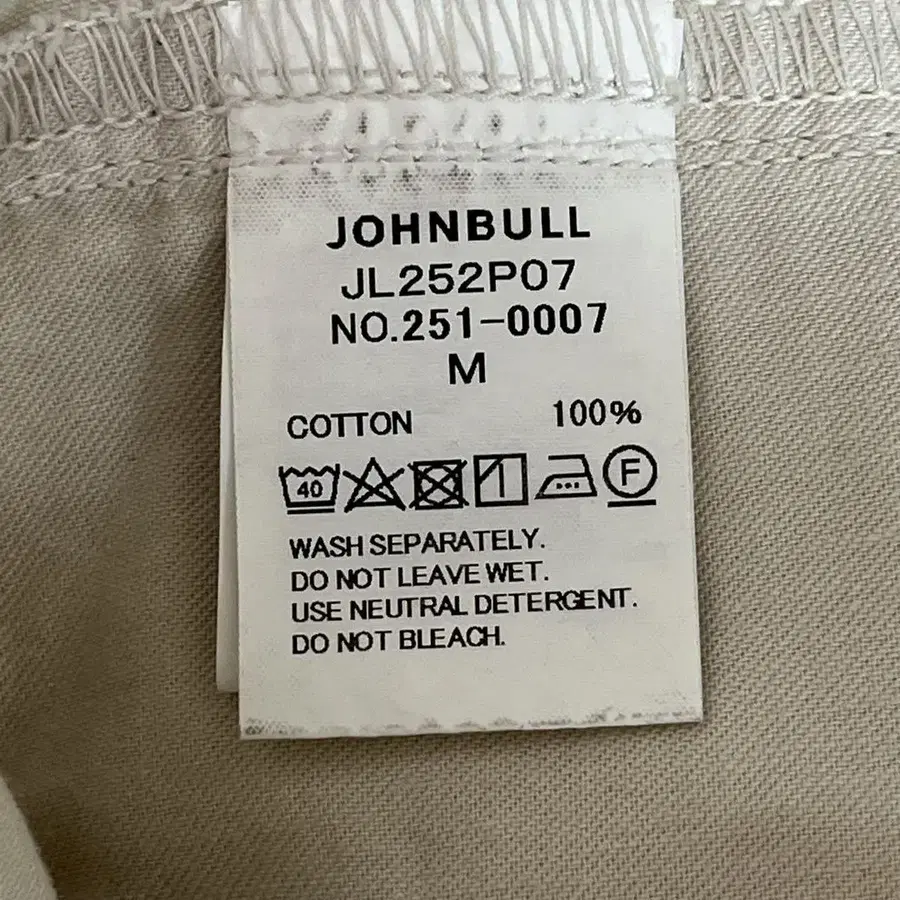 JOHNBULL
JL252P07
NO.251-0007
M
COTTON 100%
40 F
WASH SEPARATELY.
DO NOT LEAVE WET.
USE NEUTRAL DETERGENT.
DO NOT BLEACH.